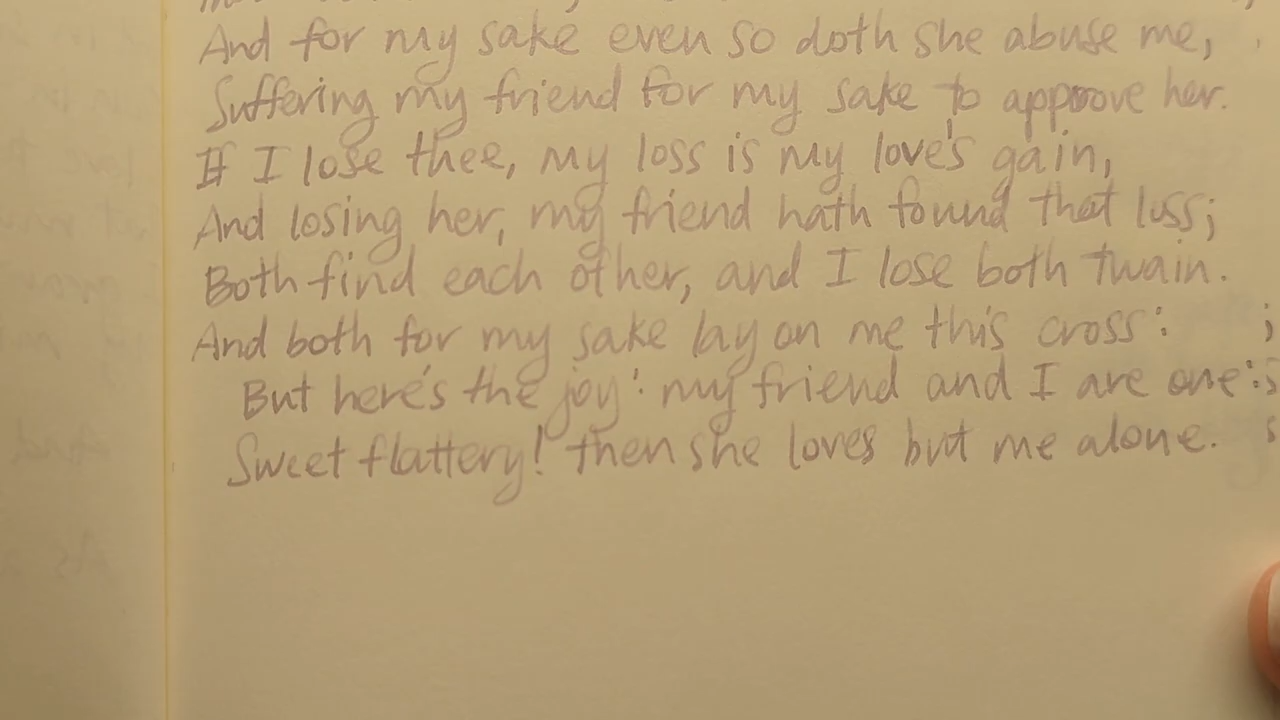 And for my sake even so doth she abuse me,
Suffering my friend for my sake to approve her.
If I lose thee, my loss is my love's gain,
And losing her, my friend hath found that loss;
Both find each other, and I lose both twain.
And both for my sake lay on me this cross:
But here's the joy: my friend and I are one:
Sweet flattery! then she loves but me alone.